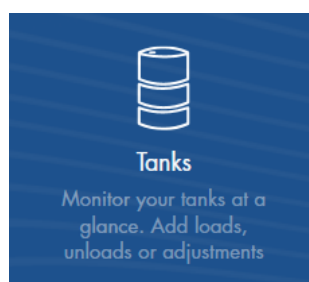 Tanks
Monitor your tanks at a
glance. Add loads,
unloads or adjustments